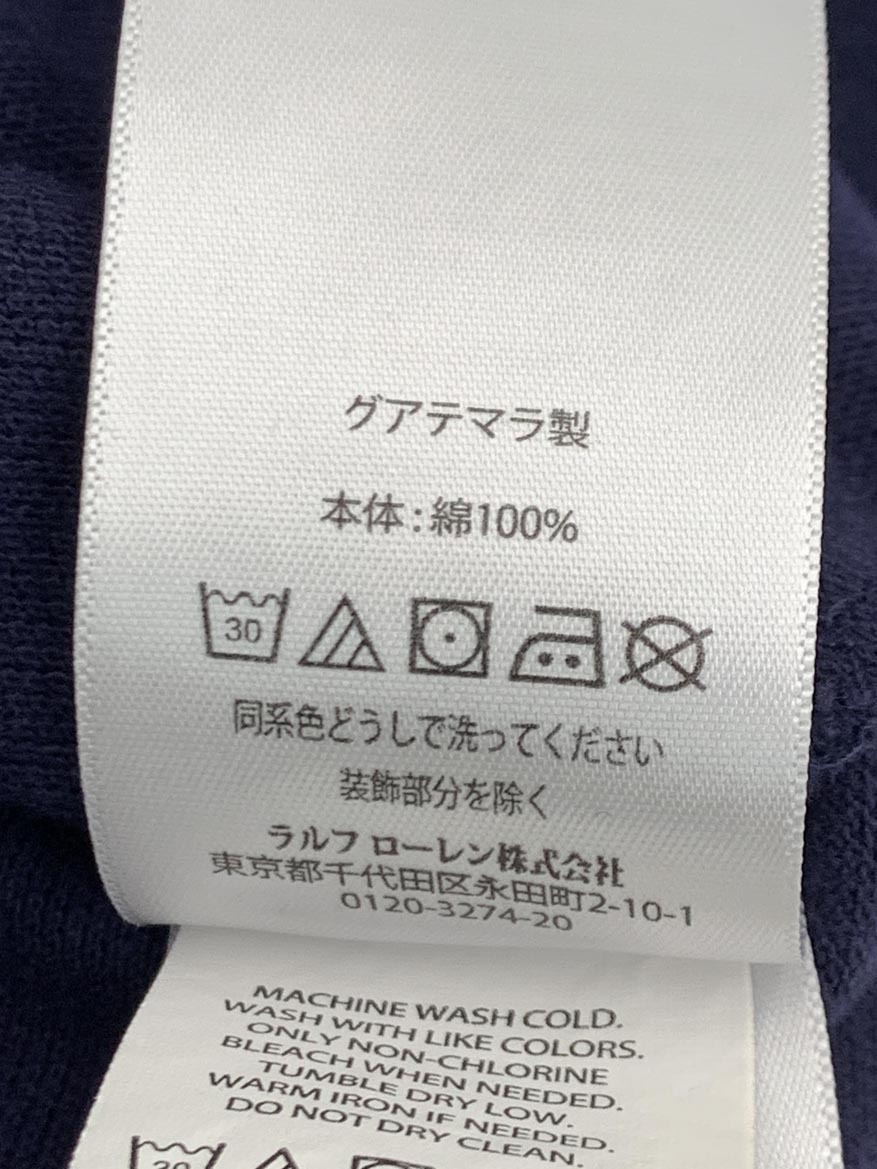 グアテマラ製
本体:綿100%
30
同系色どうしで洗ってください
装飾部分を除く
ラルフ ローレン株式会社
東京都千代田区永田町2-10-1
0120-3274-20
MACHINE WASH COLD.
WASH WITH LIKE COLORS.
ONLY NON-CHLORINE
BLEACH WHEN NEEDED.
TUMBLE DRY LOW.
WARM IRON IF NEEDED.
DO NOT DRY CLEAN.